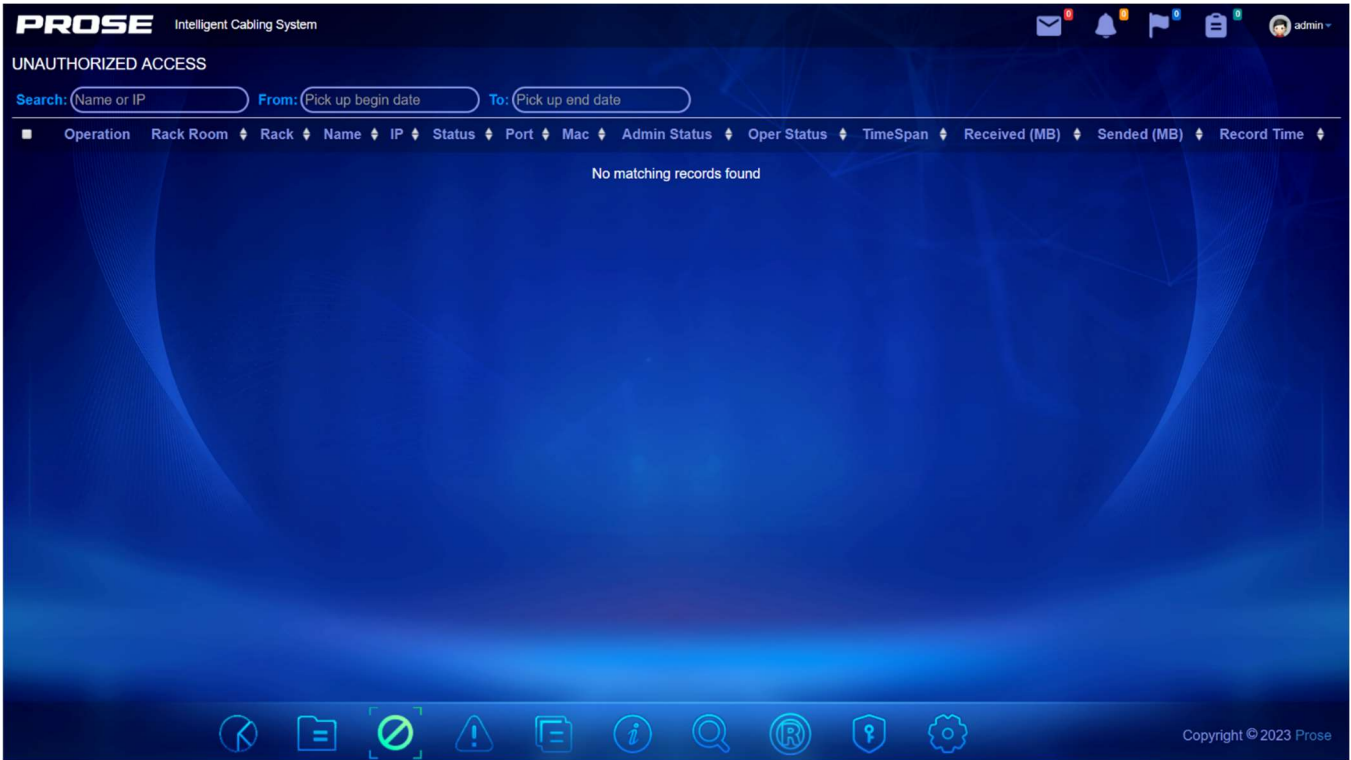 PROSE Intelligent Cabling System 0 0 0 0 admin
UNAUTHORIZED ACCESS
Search: Name or IP From: Pick up begin date To: Pick up end date
Operation Rack Room Rack Name IP Status Port Mac Admin Status Oper Status TimeSpan Received (MB) Sended (MB) Record Time
No matching records found
i R
Copyright © 2023 Prose